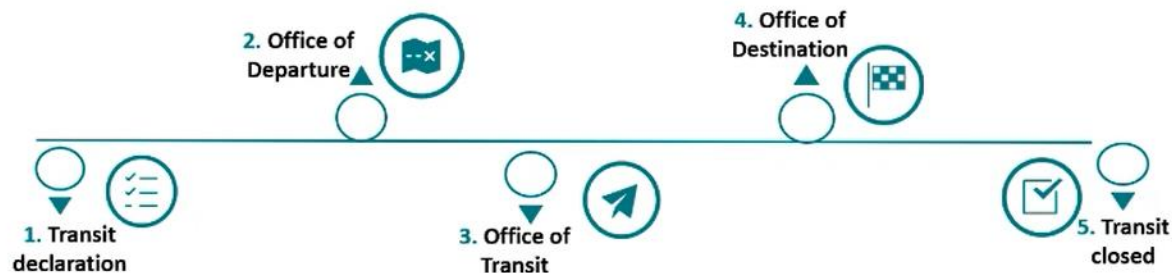 1. Transit
declaration
2. Office of
Departure
3. Office of
Transit
4. Office of
Destination
5. Transit
closed